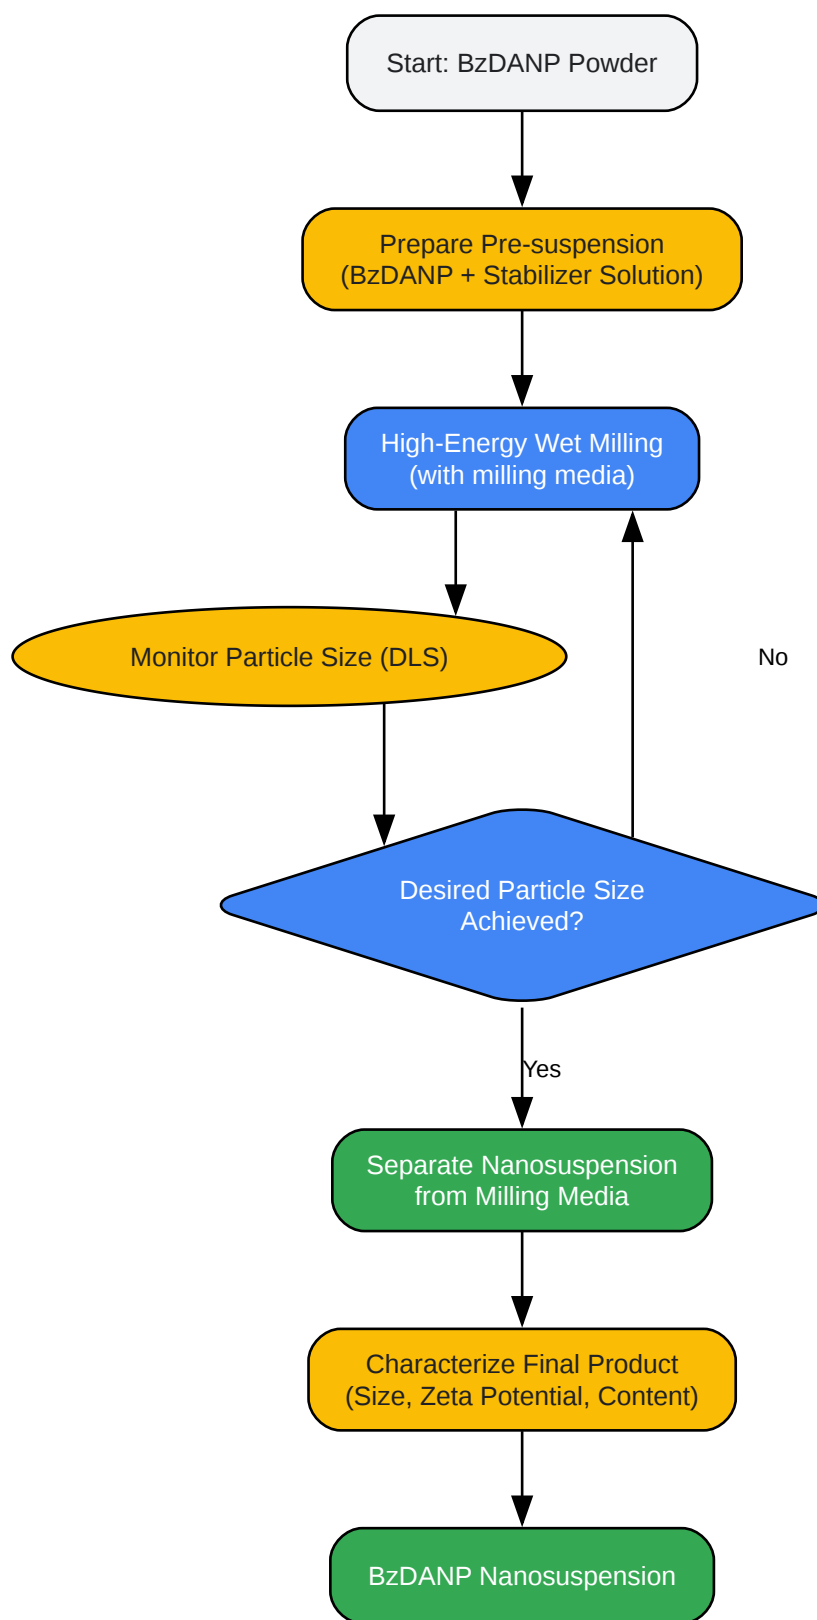 Start: BzDANP Powder
Prepare Pre-suspension
(BzDANP + Stabilizer Solution)
High-Energy Wet Milling
(with milling media)
Monitor Particle Size (DLS)
No
Desired Particle Size
Achieved?
Yes
Separate Nanosuspension
from Milling Media
Characterize Final Product
(Size, Zeta Potential, Content)
BzDANP Nanosuspension